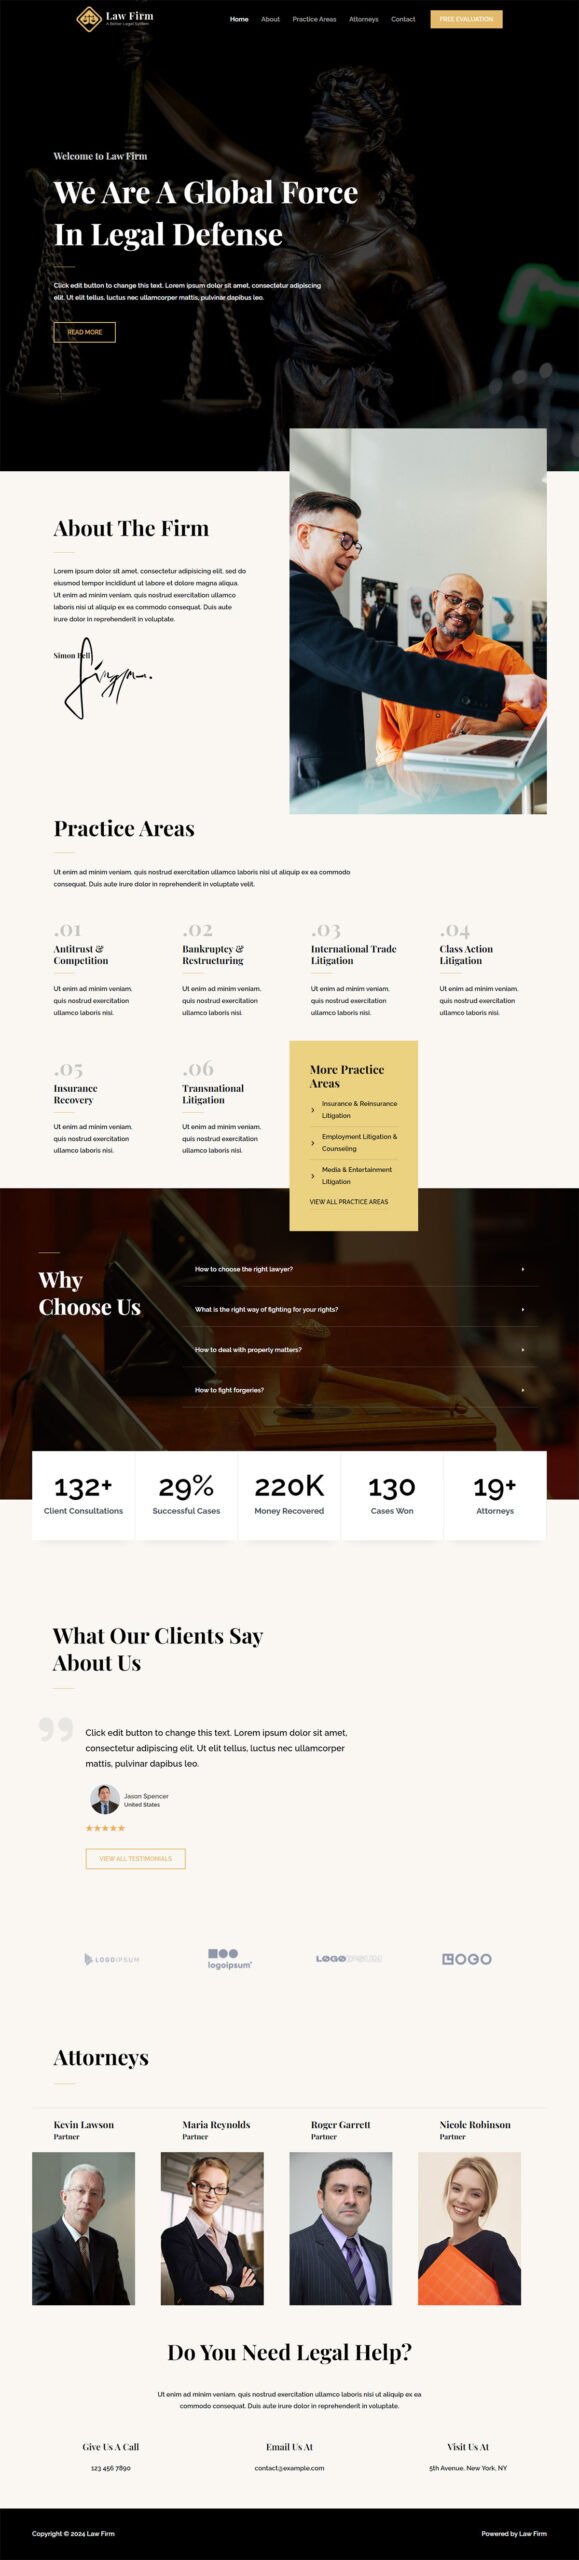 Law Firm
A Better Legal System
Home
About
Practice Areas
Attorneys
Contact
FREE EVALUATION
Welcome to Law Firm
We Are A Global Force
In Legal Defense
Click edit button to change this text. Lorem ipsum dolor sit amet, consectetur adipiscing
elit. Ut elit tellus, luctus nec ullamcorper mattis, pulvinar dapibus leo.
READ MORE
About The Firm
Lorem ipsum dolor sit amet, consectetur adipisicing elit, sed do
eiusmod tempor incididunt ut labore et dolore magna aliqua.
Ut enim ad minim veniam, quis nostrud exercitation ullamco
laboris nisi ut aliquip ex ea commodo consequat. Duis aute
irure dolor in reprehenderit in voluptate.
Simon Bell
Practice Areas
Ut enim ad minim veniam, quis nostrud exercitation ullamco laboris nisi ut aliquip ex ea commodo
consequat. Duis aute irure dolor in reprehenderit in voluptate velit.
.01
Antitrust &
Competition
Ut enim ad minim veniam,
quis nostrud exercitation
ullamco laboris nisi.
.02
Bankruptcy &
Restructuring
Ut enim ad minim veniam,
quis nostrud exercitation
ullamco laboris nisi.
.03
International Trade
Litigation
Ut enim ad minim veniam,
quis nostrud exercitation
ullamco laboris nisi.
.04
Class Action
Litigation
Ut enim ad minim veniam,
quis nostrud exercitation
ullamco laboris nisi.
.05
Insurance
Recovery
Ut enim ad minim veniam,
quis nostrud exercitation
ullamco laboris nisi.
.06
Transnational
Litigation
Ut enim ad minim veniam,
quis nostrud exercitation
ullamco laboris nisi.
More Practice
Areas
Insurance & Reinsurance
Litigation
Employment Litigation &
Counseling
Media & Entertainment
Litigation
VIEW ALL PRACTICE AREAS
Why
Choose Us
How to choose the right lawyer?
What is the right way of fighting for your rights?
How to deal with properly matters?
How to fight forgeries?
132+
Client Consultations
29%
Successful Cases
220K
Money Recovered
130
Cases Won
19+
Attorneys
What Our Clients Say
About Us
Click edit button to change this text. Lorem ipsum dolor sit amet,
consectetur adipiscing elit. Ut elit tellus, luctus nec ullamcorper
mattis, pulvinar dapibus leo.
Jason Spencer
United States
VIEW ALL TESTIMONIALS
LOGOIPSUM
logoipsum
LOGOIPSUM
LOGO
Attorneys
Kevin Lawson
Partner
Maria Reynolds
Partner
Roger Garrett
Partner
Nicole Robinson
Partner
Do You Need Legal Help?
Ut enim ad minim veniam, quis nostrud exercitation ullamco laboris nisi ut aliquip ex ea
commodo consequat. Duis aute irure dolor in reprehenderit in voluptate.
Give Us A Call
123 456 7890
Email Us At
contact@example.com
Visit Us At
5th Avenue, New York, NY
Copyright © 2024 Law Firm
Powered by Law Firm